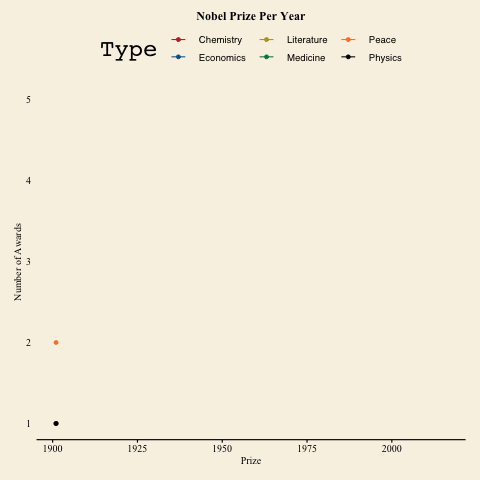 Nobel Prize Per Year
Type
Chemistry Literature Peace
Economics Medicine Physics
5
4
3
2
1
Number of Awards
1900 1925 1950 1975 2000
Prize